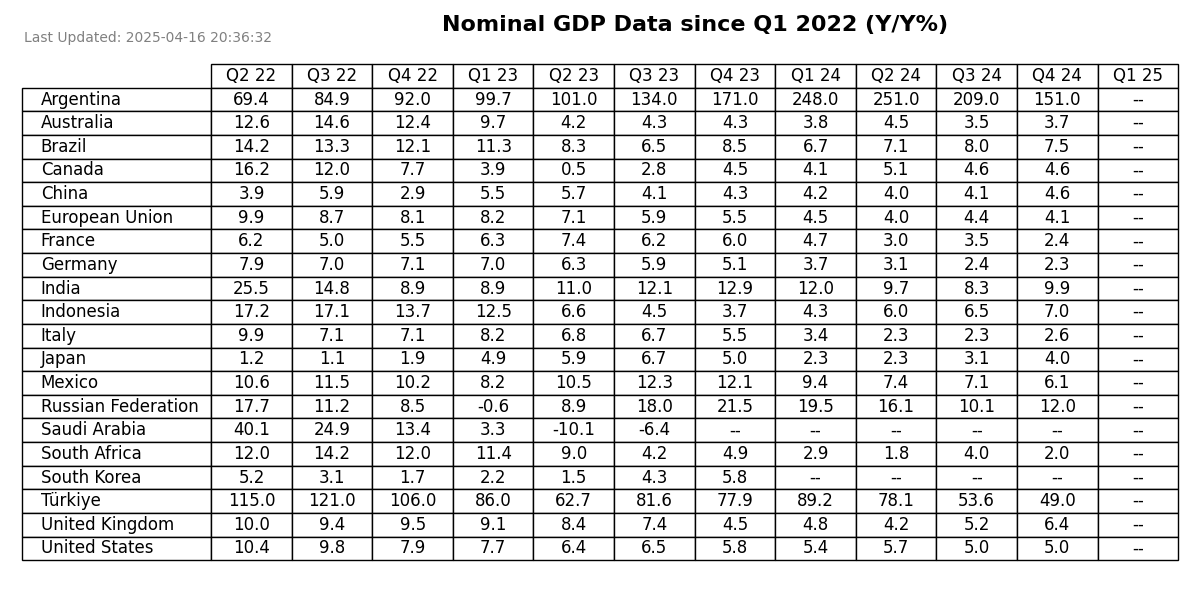 Nominal GDP Data since Q1 2022 (Y/Y%)
Last Updated: 2025-04-16 20:36:32
Q2 22 Q3 22 Q4 22 Q1 23 Q2 23 Q3 23 Q4 23 Q1 24 Q2 24 Q3 24 Q4 24 Q1 25
Argentina 69.4 84.9 92.0 99.7 101.0 134.0 171.0 248.0 251.0 209.0 151.0 --
Australia 12.6 14.6 12.4 9.7 4.2 4.3 4.3 3.8 4.5 3.5 3.7 --
Brazil 14.2 13.3 12.1 11.3 8.3 6.5 8.5 6.7 7.1 8.0 7.5 --
Canada 16.2 12.0 7.7 3.9 0.5 2.8 4.5 4.1 5.1 4.6 4.6 --
China 3.9 5.9 2.9 5.5 5.7 4.1 4.3 4.2 4.0 4.1 4.6 --
European Union 9.9 8.7 8.1 8.2 7.1 5.9 5.5 4.5 4.0 4.4 4.1 --
France 6.2 5.0 5.5 6.3 7.4 6.2 6.0 4.7 3.0 3.5 2.4 --
Germany 7.9 7.0 7.1 7.0 6.3 5.9 5.1 3.7 3.1 2.4 2.3 --
India 25.5 14.8 8.9 8.9 11.0 12.1 12.9 12.0 9.7 8.3 9.9 --
Indonesia 17.2 17.1 13.7 12.5 6.6 4.5 3.7 4.3 6.0 6.5 7.0 --
Italy 9.9 7.1 7.1 8.2 6.8 6.7 5.5 3.4 2.3 2.3 2.6 --
Japan 1.2 1.1 1.9 4.9 5.9 6.7 5.0 2.3 2.3 3.1 4.0 --
Mexico 10.6 11.5 10.2 8.2 10.5 12.3 12.1 9.4 7.4 7.1 6.1 --
Russian Federation 17.7 11.2 8.5 -0.6 8.9 18.0 21.5 19.5 16.1 10.1 12.0 --
Saudi Arabia 40.1 24.9 13.4 3.3 -10.1 -6.4 -- -- -- -- -- --
South Africa 12.0 14.2 12.0 11.4 9.0 4.2 4.9 2.9 1.8 4.0 2.0 --
South Korea 5.2 3.1 1.7 2.2 1.5 4.3 5.8 -- -- -- -- --
Türkiye 115.0 121.0 106.0 86.0 62.7 81.6 77.9 89.2 78.1 53.6 49.0 --
United Kingdom 10.0 9.4 9.5 9.1 8.4 7.4 4.5 4.8 4.2 5.2 6.4 --
United States 10.4 9.8 7.9 7.7 6.4 6.5 5.8 5.4 5.7 5.0 5.0 --